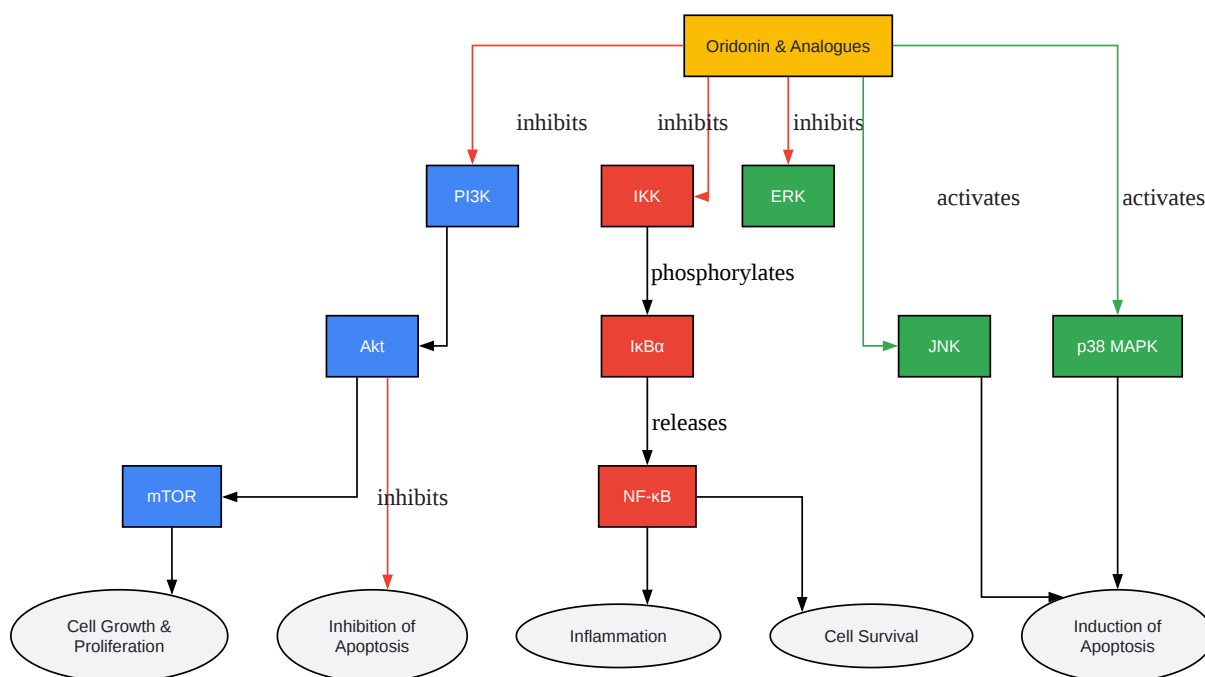 Oridonin & Analogues
inhibits
inhibits
inhibits
PI3K
IKK
ERK
activates
activates
phosphorylates
Akt
IκBα
JNK
p38 MAPK
releases
mTOR
inhibits
NF-κB
Cell Growth &
Proliferation
Inhibition of
Apoptosis
Inflammation
Cell Survival
Induction of
Apoptosis